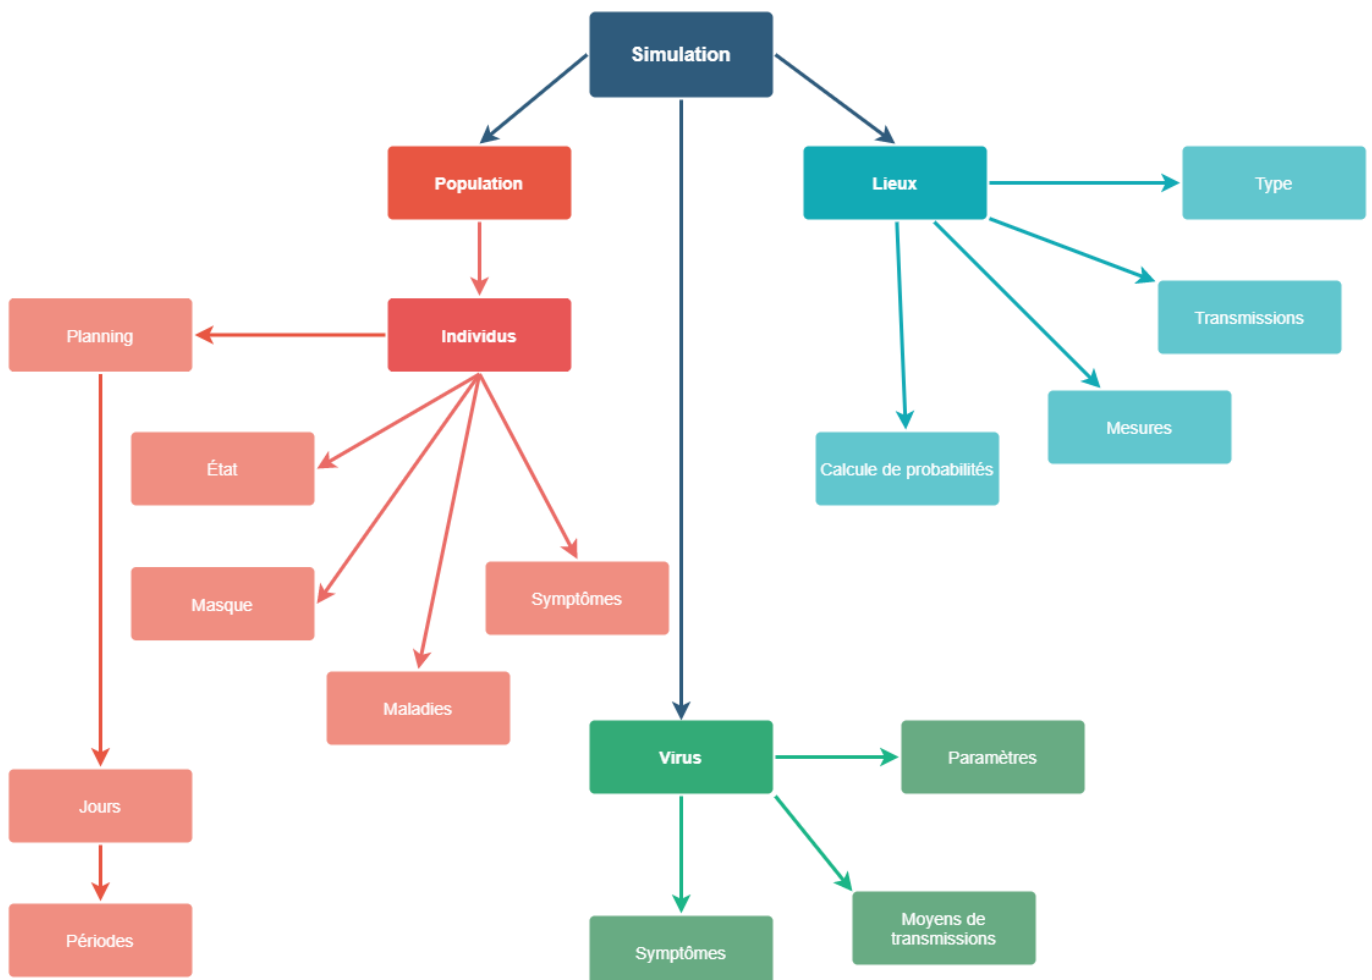 Simulation
Population
Lieux
Type
Transmissions
Planning
Individus
Mesures
Calcule de probabilités
État
Masque
Symptômes
Maladies
Virus
Paramètres
Jours
Moyens de
transmissions
Périodes
Symptômes